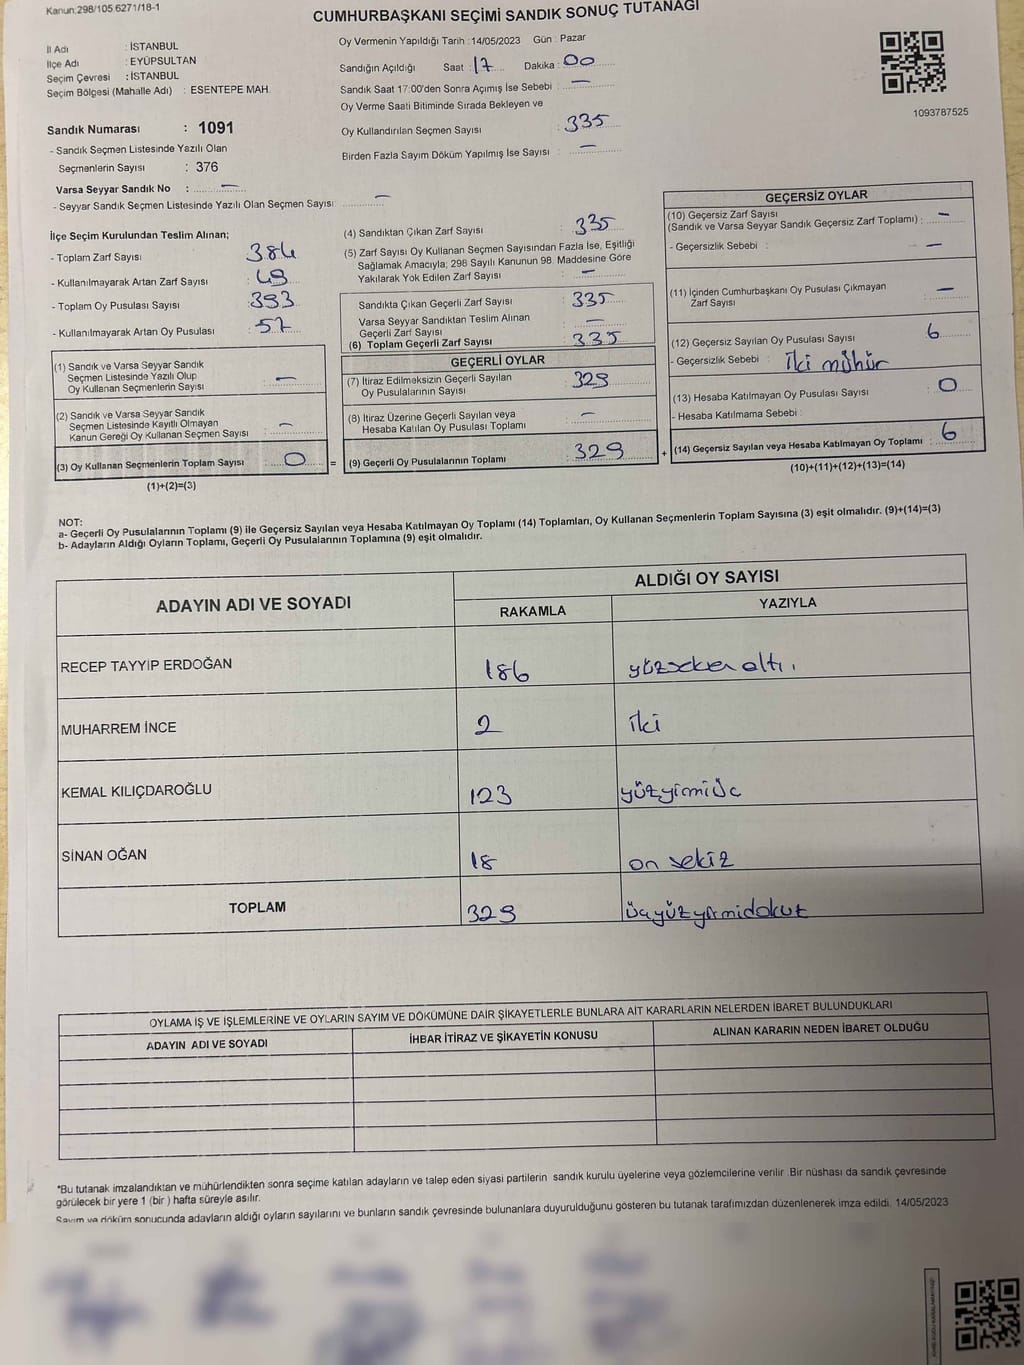 Kanun:298/105 6271/18-1
CUMHURBAŞKANI SEÇİMİ SANDIK SONUÇ TUTANAĞI
İl Adı : İSTANBUL
İlçe Adı : EYÜPSULTAN
Seçim Çevresi : İSTANBUL
Seçim Bölgesi (Mahalle Adı) : ESENTEPE MAH.
Sandık Numarası : 1091
- Sandık Seçmen Listesinde Yazılı Olan
Seçmenlerin Sayısı : 376
Varsa Seyyar Sandık No : —
- Seyyar Sandık Seçmen Listesinde Yazılı Olan Seçmen Sayısı: —
Oy Vermenin Yapıldığı Tarih :14/05/2023 Gün : Pazar
Sandığın Açıldığı Saat : 17 Dakika : 00
Sandık Saat 17:00'den Sonra Açımış İse Sebebi : —
Oy Verme Saati Bitiminde Sırada Bekleyen ve
Oy Kullandırılan Seçmen Sayısı : 335
Birden Fazla Sayım Döküm Yapılmış İse Sayısı : —
1093787525
İlçe Seçim Kurulundan Teslim Alınan;
- Toplam Zarf Sayısı : 384
- Kullanılmayarak Artan Zarf Sayısı : 49
- Toplam Oy Pusulası Sayısı : 393
- Kullanılmayarak Artan Oy Pusulası : 57
(1) Sandık ve Varsa Seyyar Sandık
Seçmen Listesinde Yazılı Olup
Oy Kullanan Seçmenlerin Sayısı : —
(2) Sandık ve Varsa Seyyar Sandık
Seçmen Listesinde Kayıtlı Olmayan
Kanun Gereği Oy Kullanan Seçmen Sayısı : —
(3) Oy Kullanan Seçmenlerin Toplam Sayısı : 0
(1)+(2)=(3)
(4) Sandıktan Çıkan Zarf Sayısı : 335
(5) Zarf Sayısı Oy Kullanan Seçmen Sayısından Fazla İse, Eşitliği
Sağlamak Amacıyla; 298 Sayılı Kanunun 98. Maddesine Göre
Yakılarak Yok Edilen Zarf Sayısı : —
Sandıkta Çıkan Geçerli Zarf Sayısı : 335
Varsa Seyyar Sandıktan Teslim Alınan
Geçerli Zarf Sayısı : —
(6) Toplam Geçerli Zarf Sayısı : 335
GEÇERLİ OYLAR
(7) İtiraz Edilmeksizin Geçerli Sayılan
Oy Pusulalarının Sayısı : 329
(8) İtiraz Üzerine Geçerli Sayılan veya
Hesaba Katılan Oy Pusulası Toplamı : —
= (9) Geçerli Oy Pusulalarının Toplamı : 329
GEÇERSİZ OYLAR
(10) Geçersiz Zarf Sayısı
(Sandık ve Varsa Seyyar Sandık Geçersiz Zarf Toplamı) : —
- Geçersizlik Sebebi : —
(11) İçinden Cumhurbaşkanı Oy Pusulası Çıkmayan
Zarf Sayısı : —
(12) Geçersiz Sayılan Oy Pusulası Sayısı : 6
- Geçersizlik Sebebi : iki mühür
(13) Hesaba Katılmayan Oy Pusulası Sayısı : 0
- Hesaba Katılmama Sebebi :
+ (14) Geçersiz Sayılan veya Hesaba Katılmayan Oy Toplamı : 6
(10)+(11)+(12)+(13)=(14)
NOT:
a- Geçerli Oy Pusulalarının Toplamı (9) ile Geçersiz Sayılan veya Hesaba Katılmayan Oy Toplamı (14) Toplamları, Oy Kullanan Seçmenlerin Toplam Sayısına (3) eşit olmalıdır. (9)+(14)=(3)
b- Adayların Aldığı Oyların Toplamı, Geçerli Oy Pusulalarının Toplamına (9) eşit olmalıdır.
ADAYIN ADI VE SOYADI
ALDIĞI OY SAYISI
RAKAMLA YAZIYLA
RECEP TAYYİP ERDOĞAN 186 yüzseksenaltı.
MUHARREM İNCE 2 iki
KEMAL KILIÇDAROĞLU 123 yüzyirmiüç
SİNAN OĞAN 18 on sekiz
TOPLAM 329 üçyüzyirmidokuz
OYLAMA İŞ VE İŞLEMLERİNE VE OYLARIN SAYIM VE DÖKÜMÜNE DAİR ŞİKAYETLERLE BUNLARA AİT KARARLARIN NELERDEN İBARET BULUNDUKLARI
ADAYIN ADI VE SOYADI İHBAR İTİRAZ VE ŞİKAYETİN KONUSU ALINAN KARARIN NEDEN İBARET OLDUĞU
*Bu tutanak imzalandıktan ve mühürlendikten sonra seçime katılan adayların ve talep eden siyasi partilerin sandık kurulu üyelerine veya gözlemcilerine verilir. Bir nüshası da sandık çevresinde
görülecek bir yere 1 (bir) hafta süreyle asılır.
Sayım ve döküm sonucunda adayların aldığı oyların sayılarını ve bunların sandık çevresinde bulunanlara duyurulduğunu gösteren bu tutanak tarafımızdan düzenlenerek imza edildi. 14/05/2023